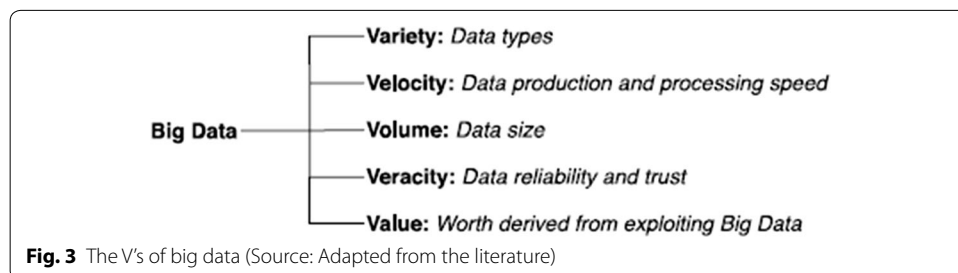 Variety: Data types
Velocity: Data production and processing speed
Big Data
Volume: Data size
Veracity: Data reliability and trust
Value: Worth derived from exploiting Big Data
Fig. 3 The V's of big data (Source: Adapted from the literature)